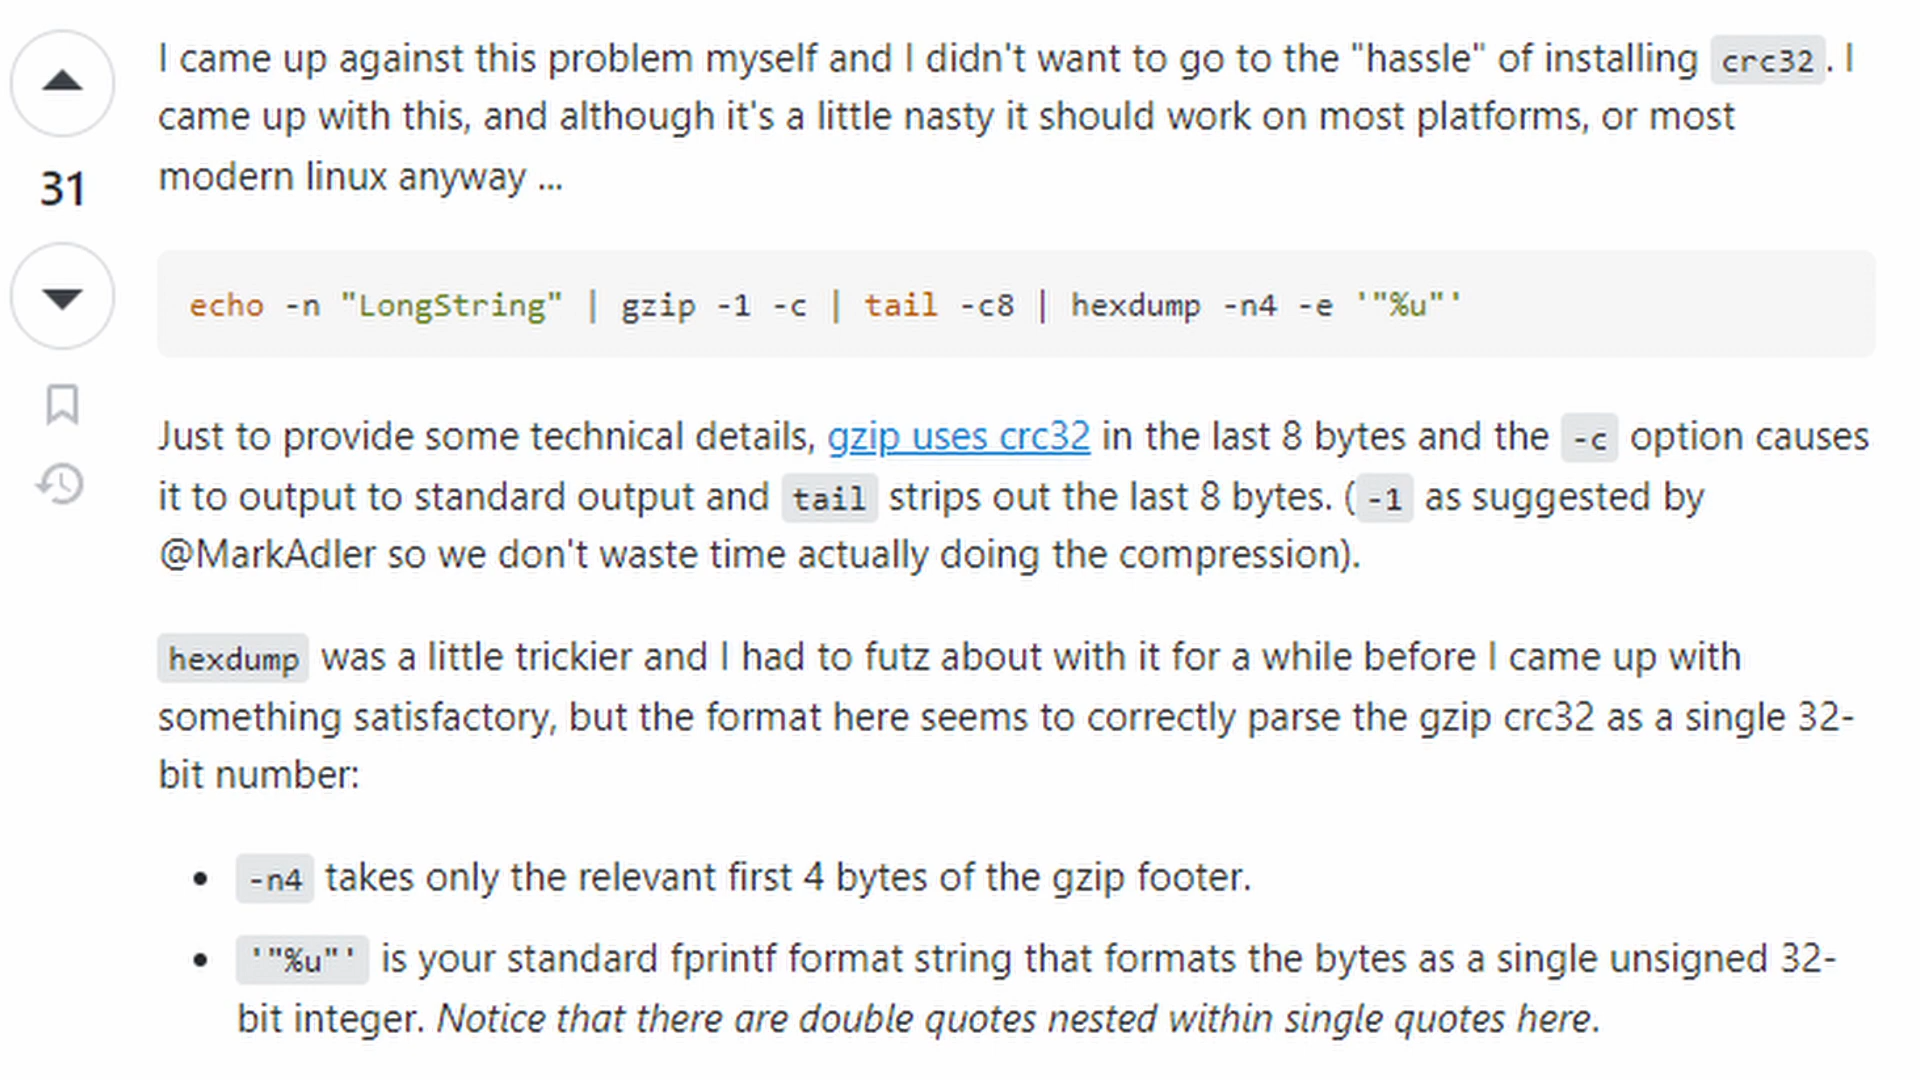 I came up against this problem myself and I didn't want to go to the "hassle" of installing crc32. I
came up with this, and although it's a little nasty it should work on most platforms, or most
modern linux anyway ...
31
echo -n "LongString" | gzip -1 -c | tail -c8 | hexdump -n4 -e '"%u"'
Just to provide some technical details, gzip uses crc32 in the last 8 bytes and the -c option causes
it to output to standard output and tail strips out the last 8 bytes. (-1 as suggested by
@MarkAdler so we don't waste time actually doing the compression).
hexdump was a little trickier and I had to futz about with it for a while before I came up with
something satisfactory, but the format here seems to correctly parse the gzip crc32 as a single 32-
bit number:
• -n4 takes only the relevant first 4 bytes of the gzip footer.
• '"%u"' is your standard fprintf format string that formats the bytes as a single unsigned 32-
bit integer. Notice that there are double quotes nested within single quotes here.